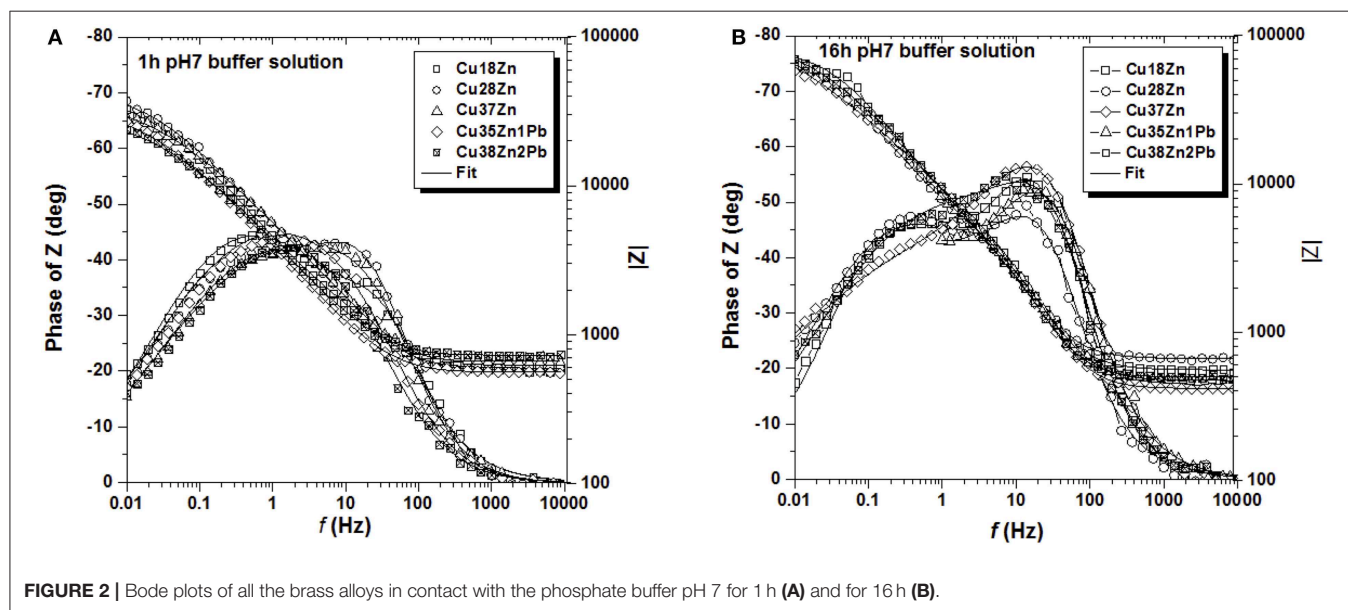 A
1h pH7 buffer solution
Cu18Zn
Cu28Zn
Cu37Zn
Cu35Zn1Pb
Cu38Zn2Pb
Fit
Phase of Z (deg)
-80
-70
-60
-50
-40
-30
-20
-10
0
0.01 0.1 1 10 100 1000 10000
f (Hz)
100000
10000
1000
100
|Z|
B
16h pH7 buffer solution
Cu18Zn
Cu28Zn
Cu37Zn
Cu35Zn1Pb
Cu38Zn2Pb
Fit
Phase of Z (deg)
-80
-70
-60
-50
-40
-30
-20
-10
0
0.01 0.1 1 10 100 1000 10000
f (Hz)
100000
10000
1000
100
|Z|
FIGURE 2 | Bode plots of all the brass alloys in contact with the phosphate buffer pH 7 for 1 h (A) and for 16 h (B).